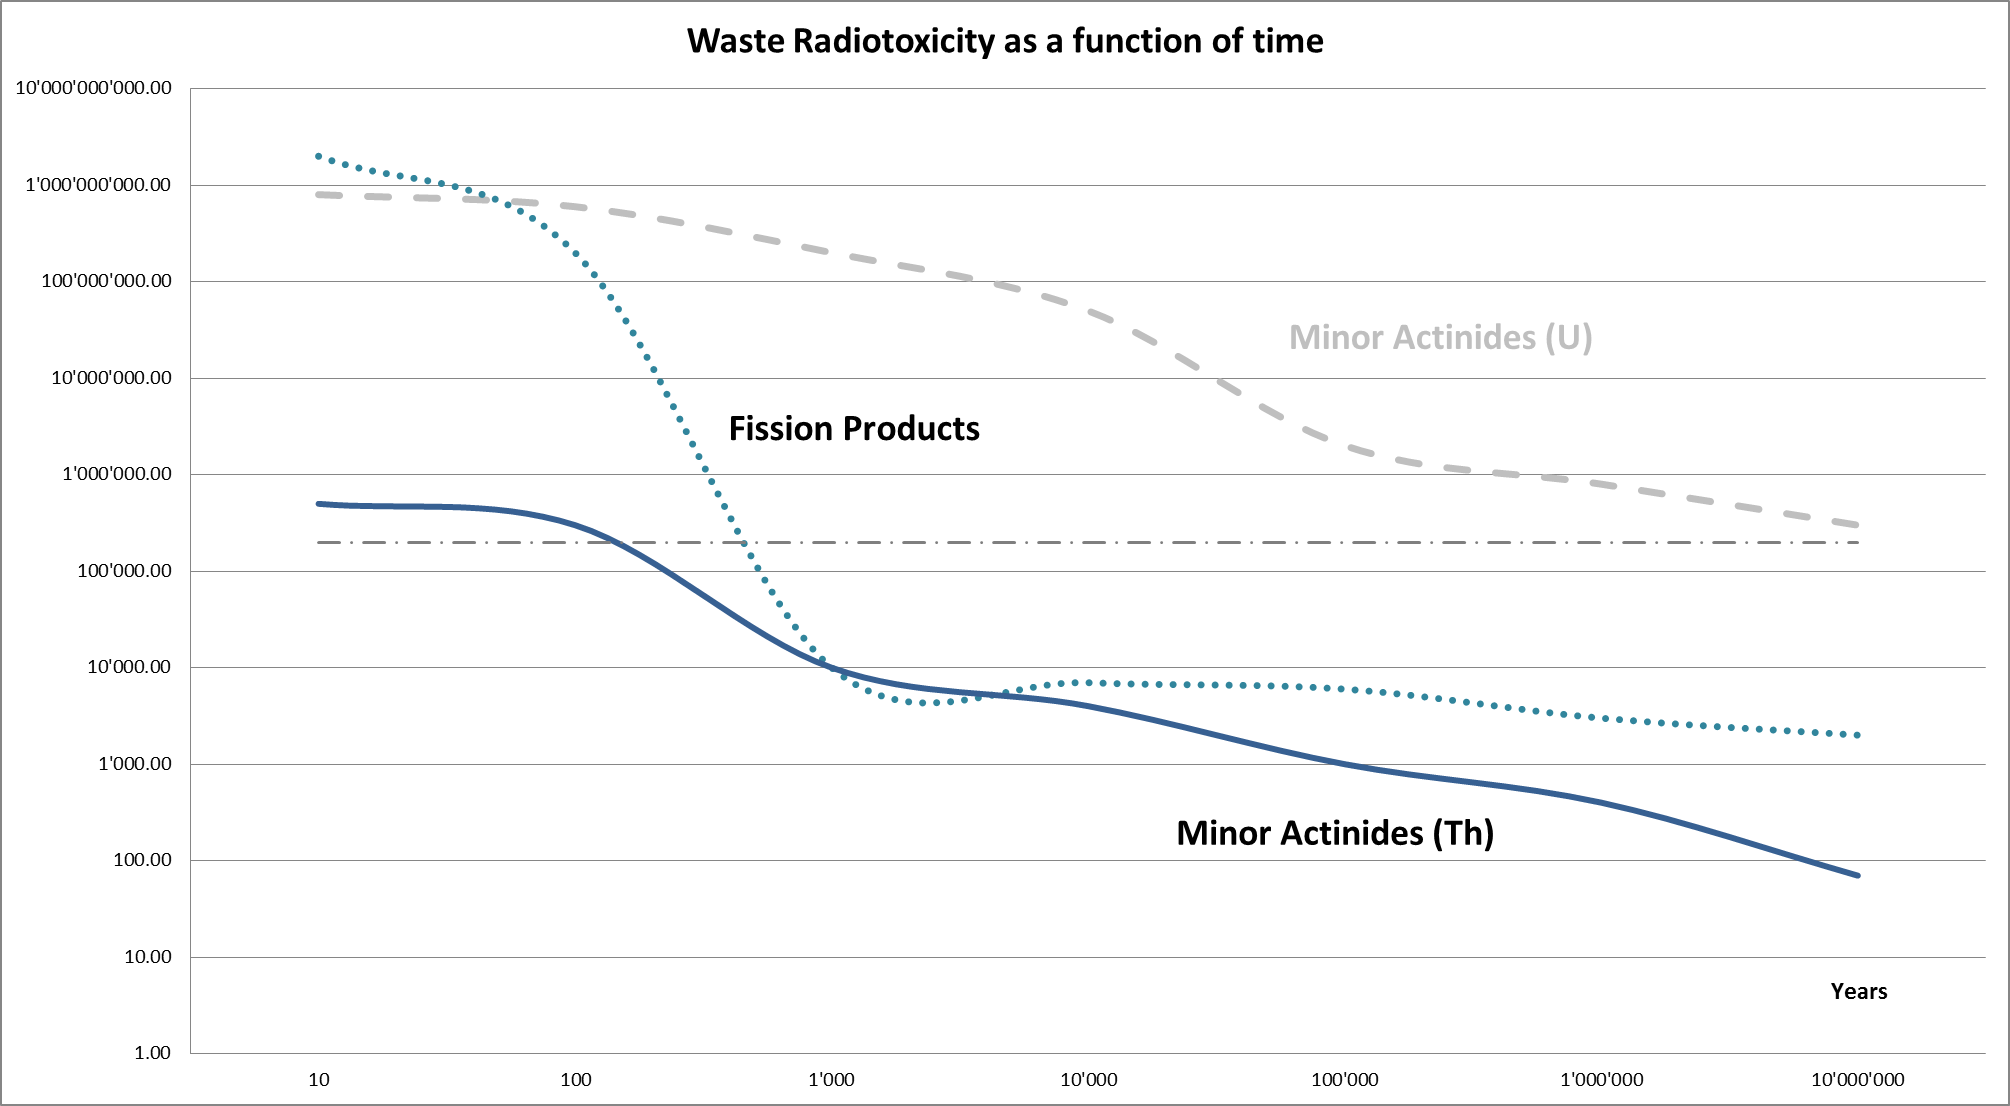 Waste Radiotoxicity as a function of time
10'000'000'000.00
1'000'000'000.00
100'000'000.00
Minor Actinides (U)
10'000'000.00
Fission Products
1'000'000.00
100'000.00
10'000.00
1'000.00
Minor Actinides (Th)
100.00
10.00
Years
1.00
10 100 1'000 10'000 100'000 1'000'000 10'000'000